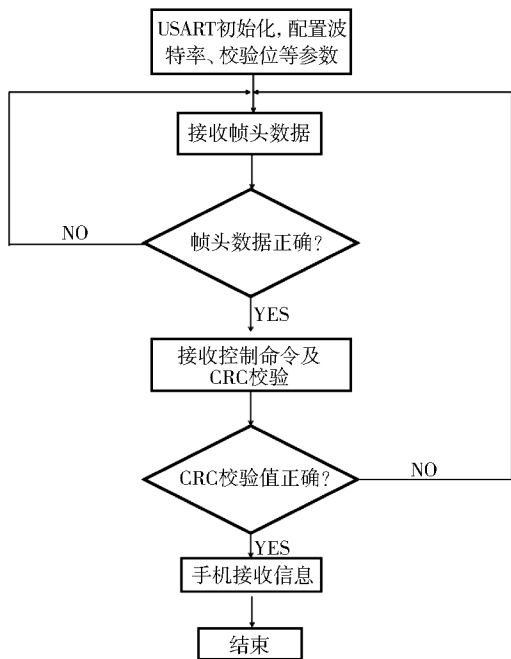 USART初始化,配置波
特率、校验位等参数
接收帧头数据
帧头数据正确?
NO
YES
接收控制命令及
CRC校验
CRC校验值正确?
NO
YES
手机接收信息
结束